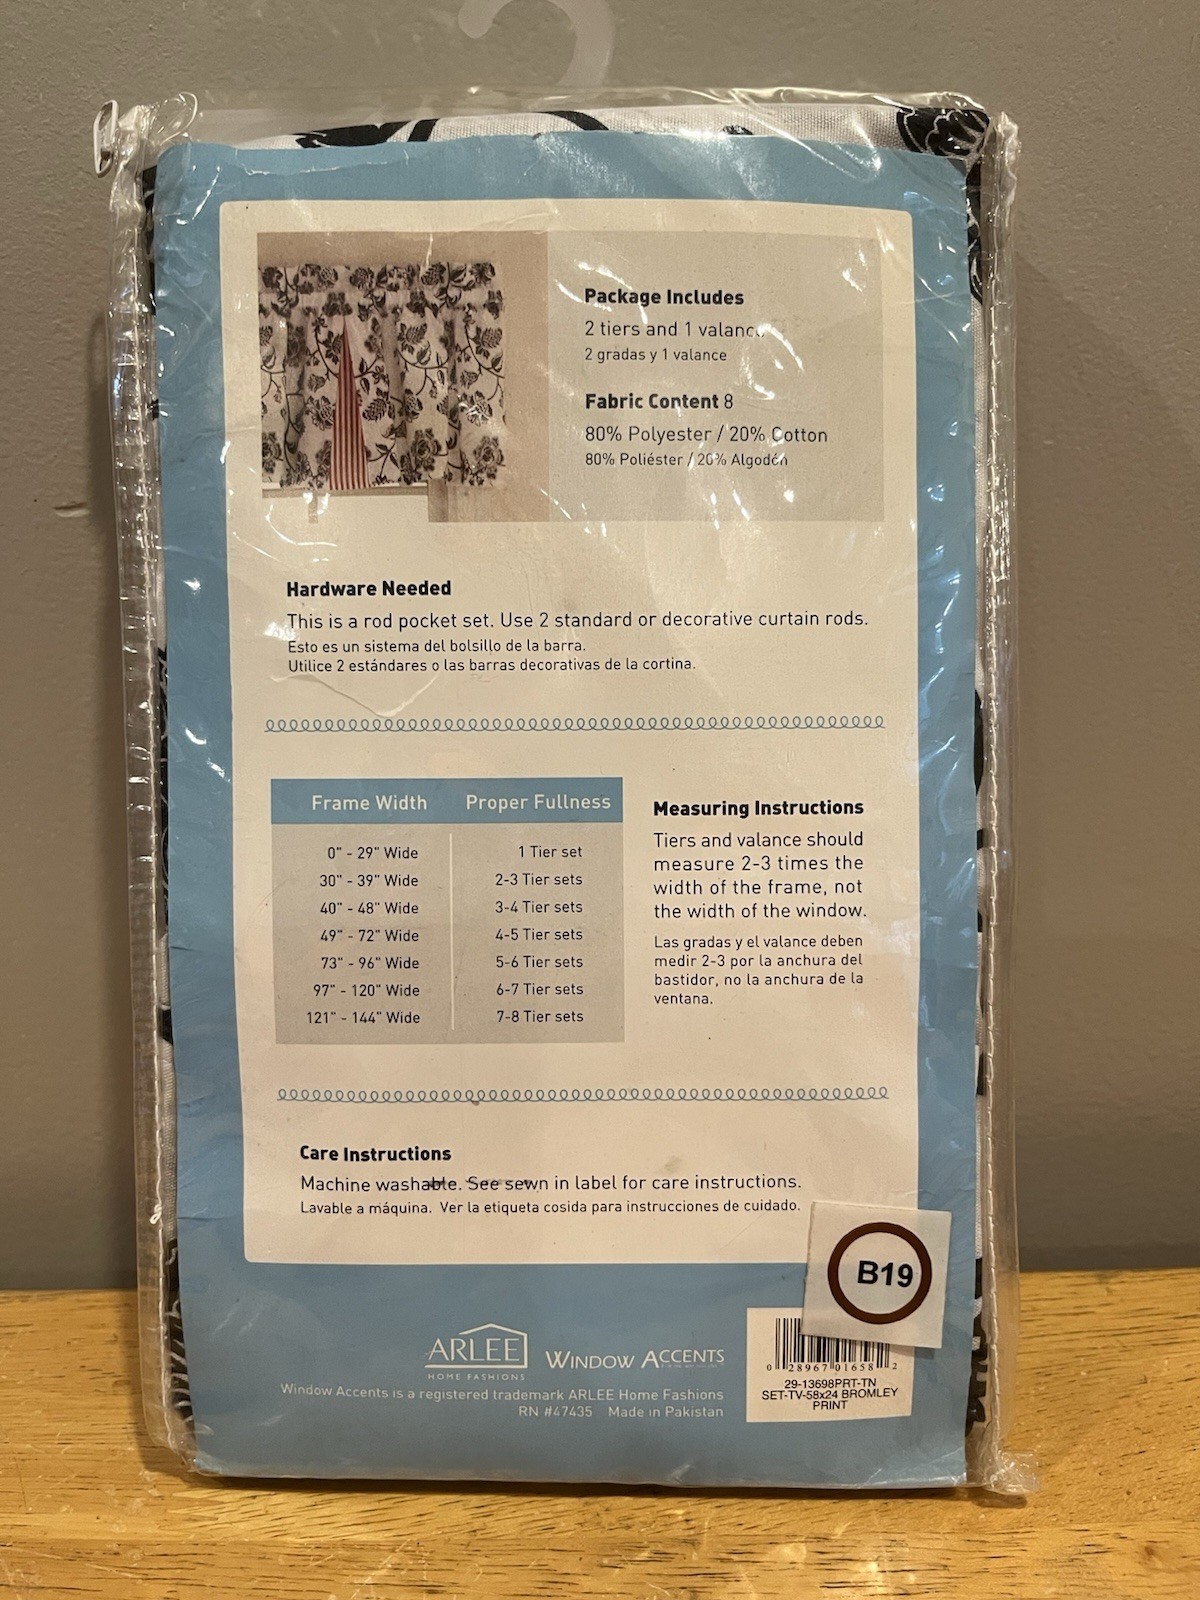 Package Includes
2 tiers and 1 valance
2 gradas y 1 valance
Fabric Content 8
80% Polyester / 20% Cotton
80% Poliéster / 20% Algodón
Hardware Needed
This is a rod pocket set. Use 2 standard or decorative curtain rods.
Esto es un sistema del bolsillo de la barra.
Utilice 2 estándares o las barras decorativas de la cortina.
Frame Width Proper Fullness
0" - 29" Wide 1 Tier set
30" - 39" Wide 2-3 Tier sets
40" - 48" Wide 3-4 Tier sets
49" - 72" Wide 4-5 Tier sets
73" - 96" Wide 5-6 Tier sets
97" - 120" Wide 6-7 Tier sets
121" - 144" Wide 7-8 Tier sets
Measuring Instructions
Tiers and valance should
measure 2-3 times the
width of the frame, not
the width of the window.
Las gradas y el valance deben
medir 2-3 por la anchura del
bastidor, no la anchura de la
ventana.
Care Instructions
Machine washable. See sewn in label for care instructions.
Lavable a máquina. Ver la etiqueta cosida para instrucciones de cuidado.
B19
ARLEE
HOME FASHIONS
WINDOW ACCENTS
Window Accents is a registered trademark ARLEE Home Fashions
RN #47435 Made in Pakistan
0 28967 01658 2
29-13698PRT-TN
SET-TV-58x24 BROMLEY
PRINT